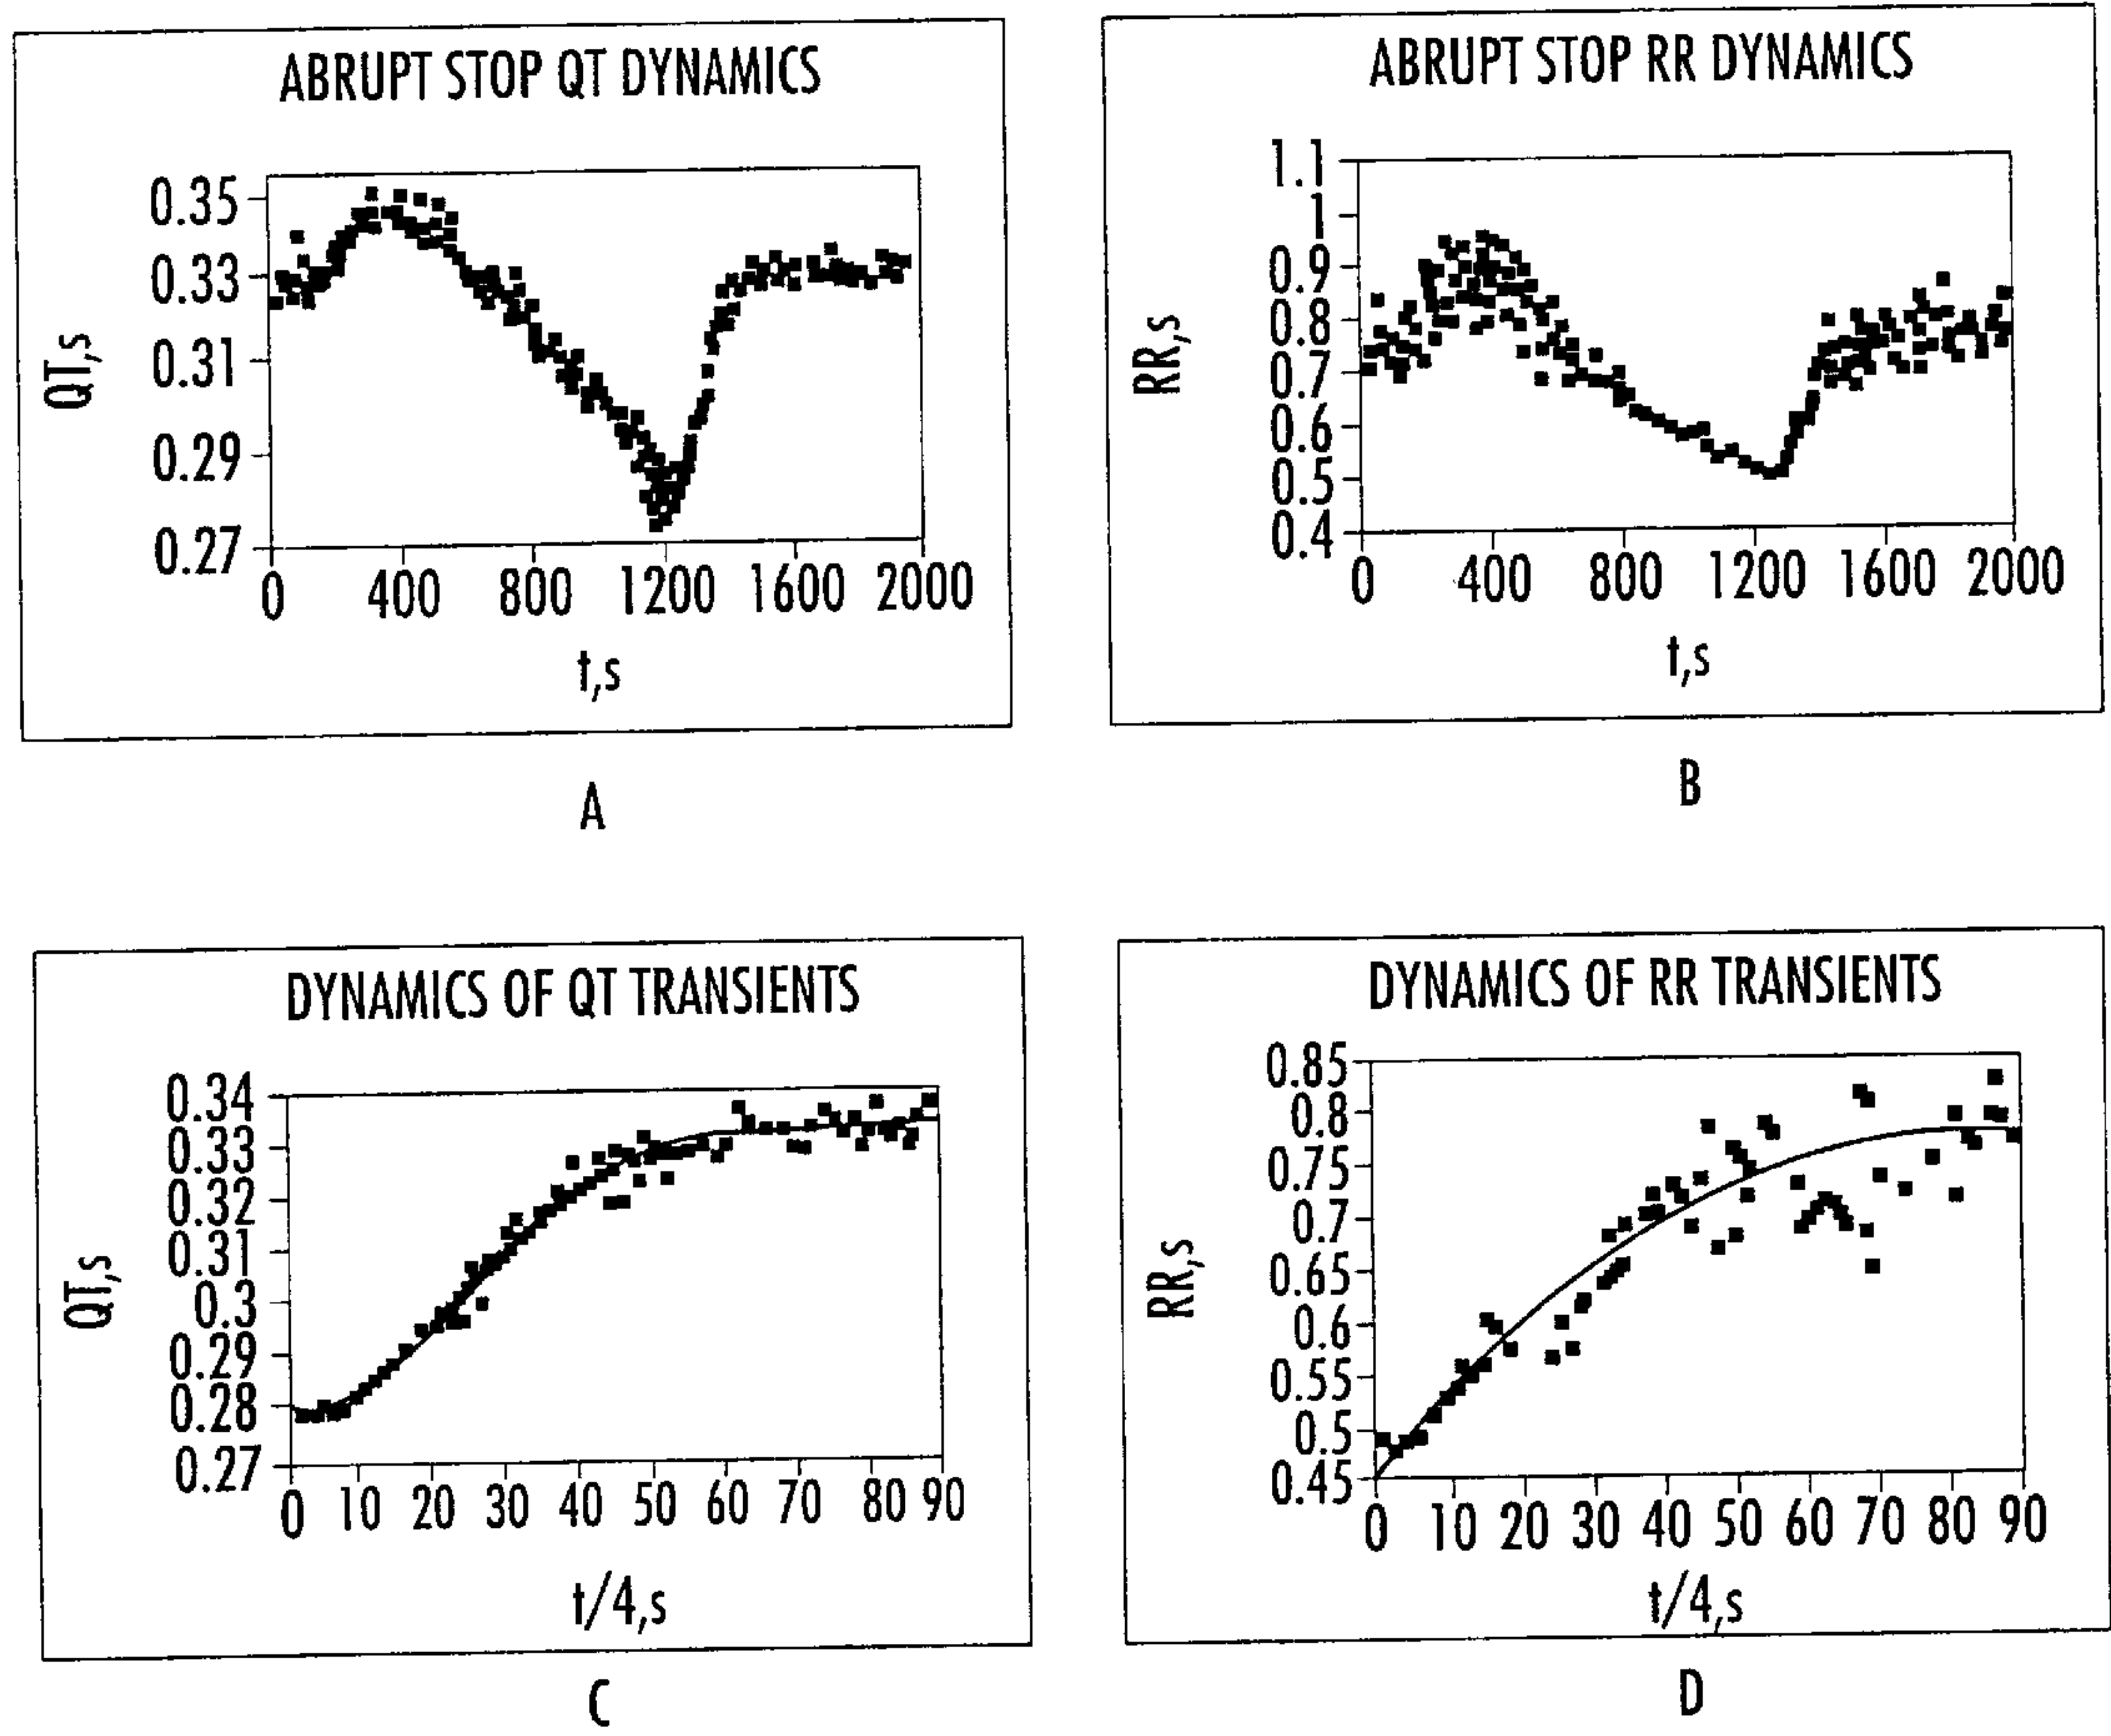 ABRUPT STOP QT DYNAMICS
0.35
0.33
0.31
0.29
0.27
QT,s
0 400 800 1200 1600 2000
t,s
A
ABRUPT STOP RR DYNAMICS
1.1
1
0.9
0.8
0.7
0.6
0.5
0.4
RR,s
0 400 800 1200 1600 2000
t,s
B
DYNAMICS OF QT TRANSIENTS
0.34
0.33
0.32
0.31
0.3
0.29
0.28
0.27
QT,s
0 10 20 30 40 50 60 70 80 90
t/4,s
C
DYNAMICS OF RR TRANSIENTS
0.85
0.8
0.75
0.7
0.65
0.6
0.55
0.5
0.45
RR,s
0 10 20 30 40 50 60 70 80 90
t/4,s
D